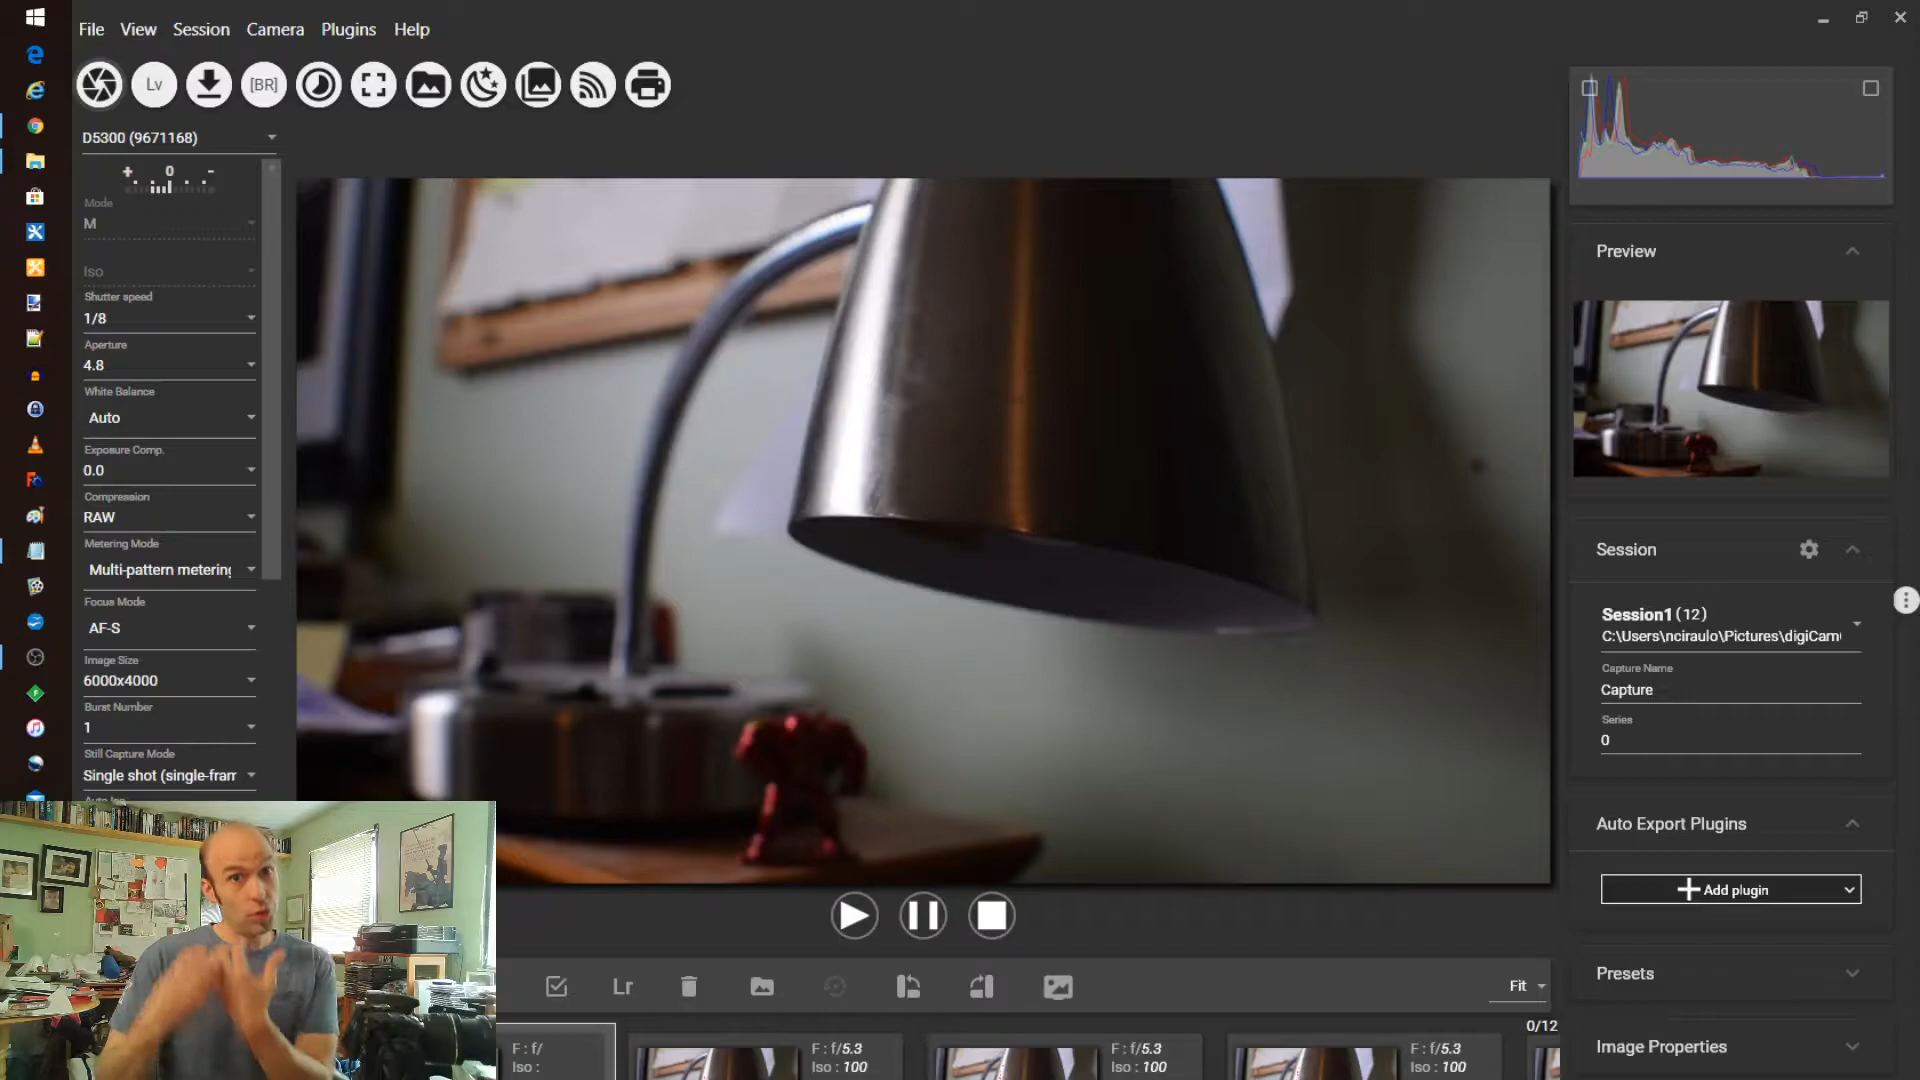 File View Session Camera Plugins Help
Lv [BR]
D5300 (9671168)
+ 0 -
Mode
M
Iso
Shutter speed
1/8
Aperture
4.8
White Balance
Auto
Exposure Comp.
0.0
Compression
RAW
Metering Mode
Multi-pattern metering
Focus Mode
AF-S
Image Size
6000x4000
Burst Number
1
Still Capture Mode
Single shot (single-fram
Preview
Session
Session1 (12)
C:\Users\nciraulo\Pictures\digiCam
Capture Name
Capture
Series
0
Auto Export Plugins
Add plugin
Presets
Image Properties
Lr
Fit
0/12
F : f/
Iso :
F : f/5.3
Iso : 100
F : f/5.3
Iso : 100
F : f/5.3
Iso : 100